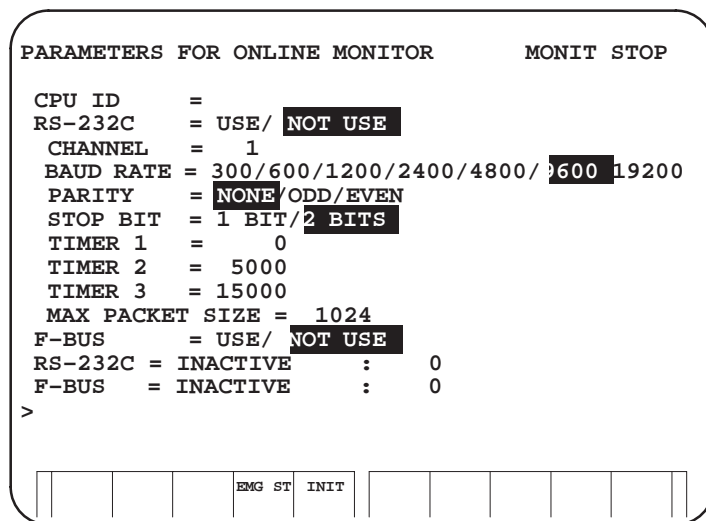 PARAMETERS FOR ONLINE MONITOR MONIT STOP
CPU ID =
RS-232C = USE/ NOT USE
CHANNEL = 1
BAUD RATE = 300/600/1200/2400/4800/9600 19200
PARITY = NONE/ODD/EVEN
STOP BIT = 1 BIT/2 BITS
TIMER 1 = 0
TIMER 2 = 5000
TIMER 3 = 15000
MAX PACKET SIZE = 1024
F-BUS = USE/ NOT USE
RS-232C = INACTIVE : 0
F-BUS = INACTIVE : 0
>
EMG ST INIT